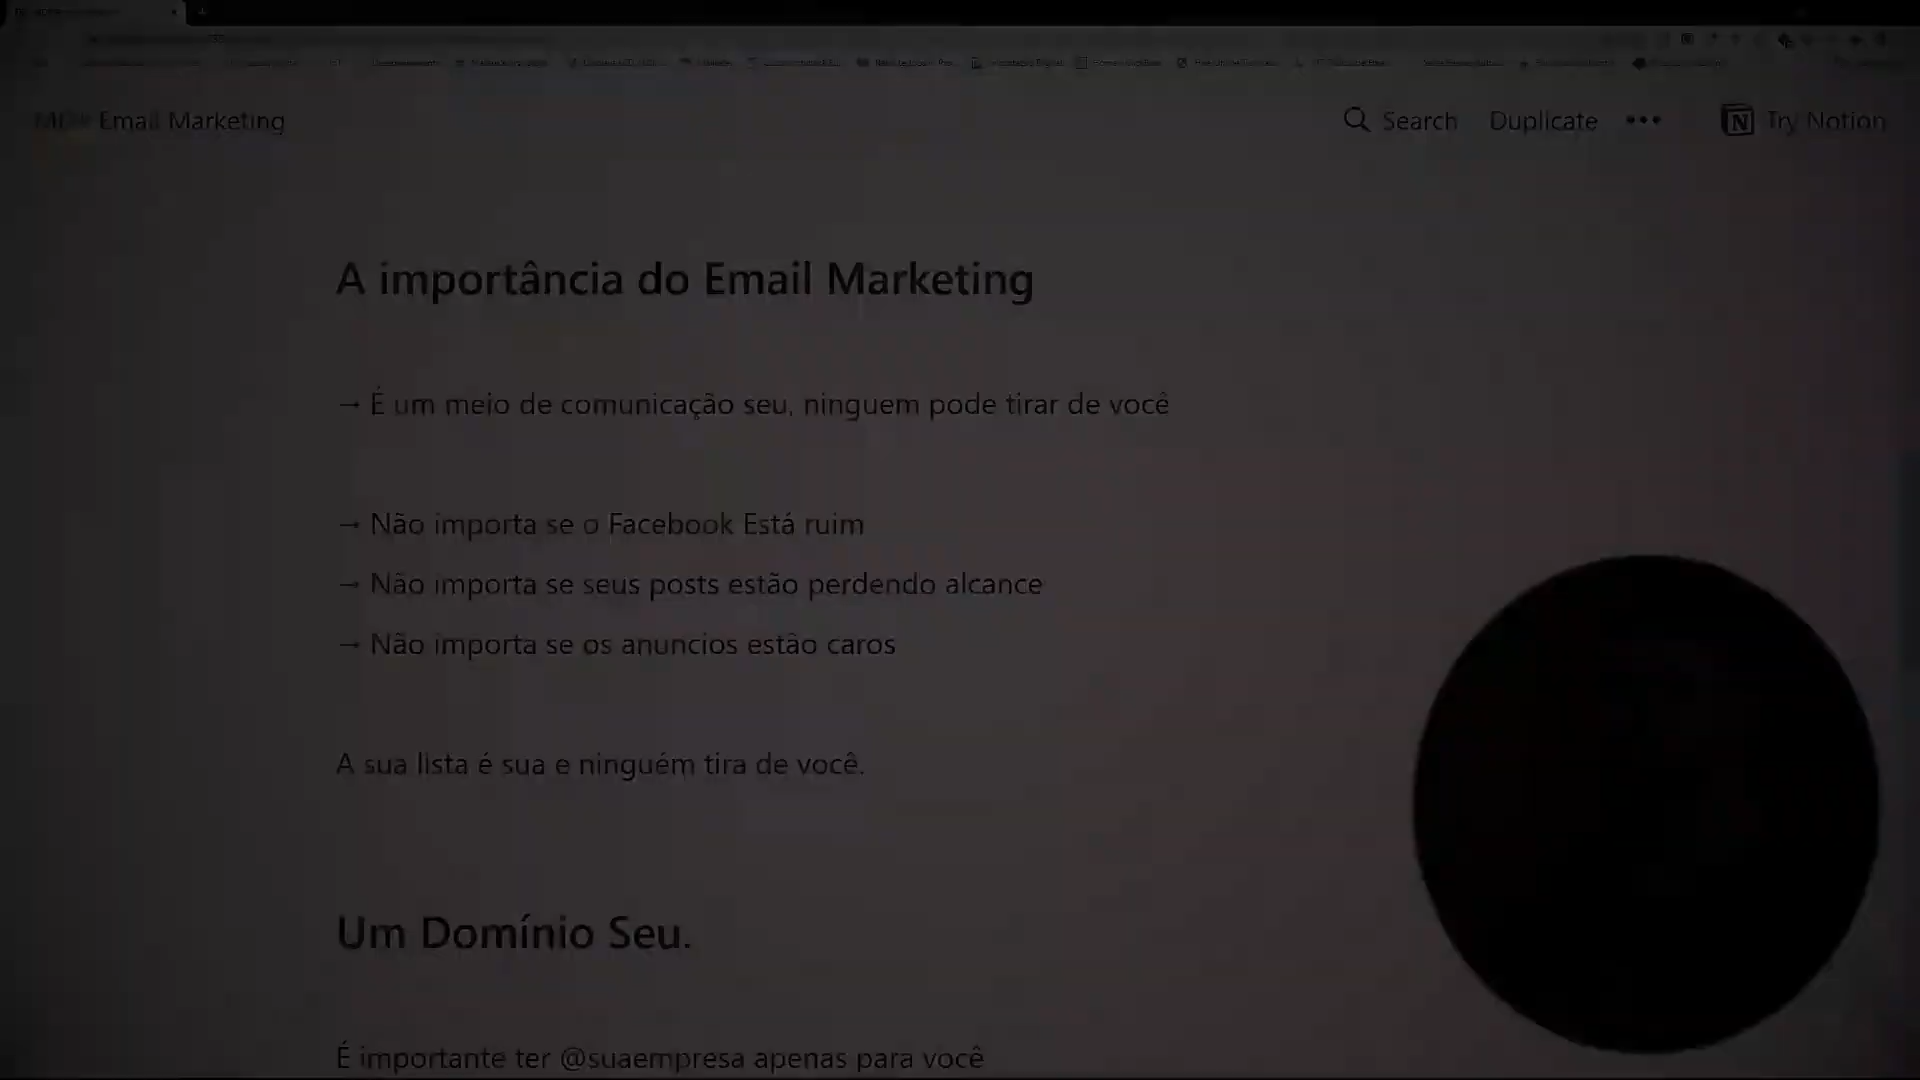 Email Marketing
Search Duplicate ••• Try Notion
A importância do Email Marketing
→ É um meio de comunicação seu, ninguem pode tirar de você
→ Não importa se o Facebook Está ruim
→ Não importa se seus posts estão perdendo alcance
→ Não importa se os anuncios estão caros
A sua lista é sua e ninguém tira de você.
Um Domínio Seu.
É importante ter @suaempresa apenas para você